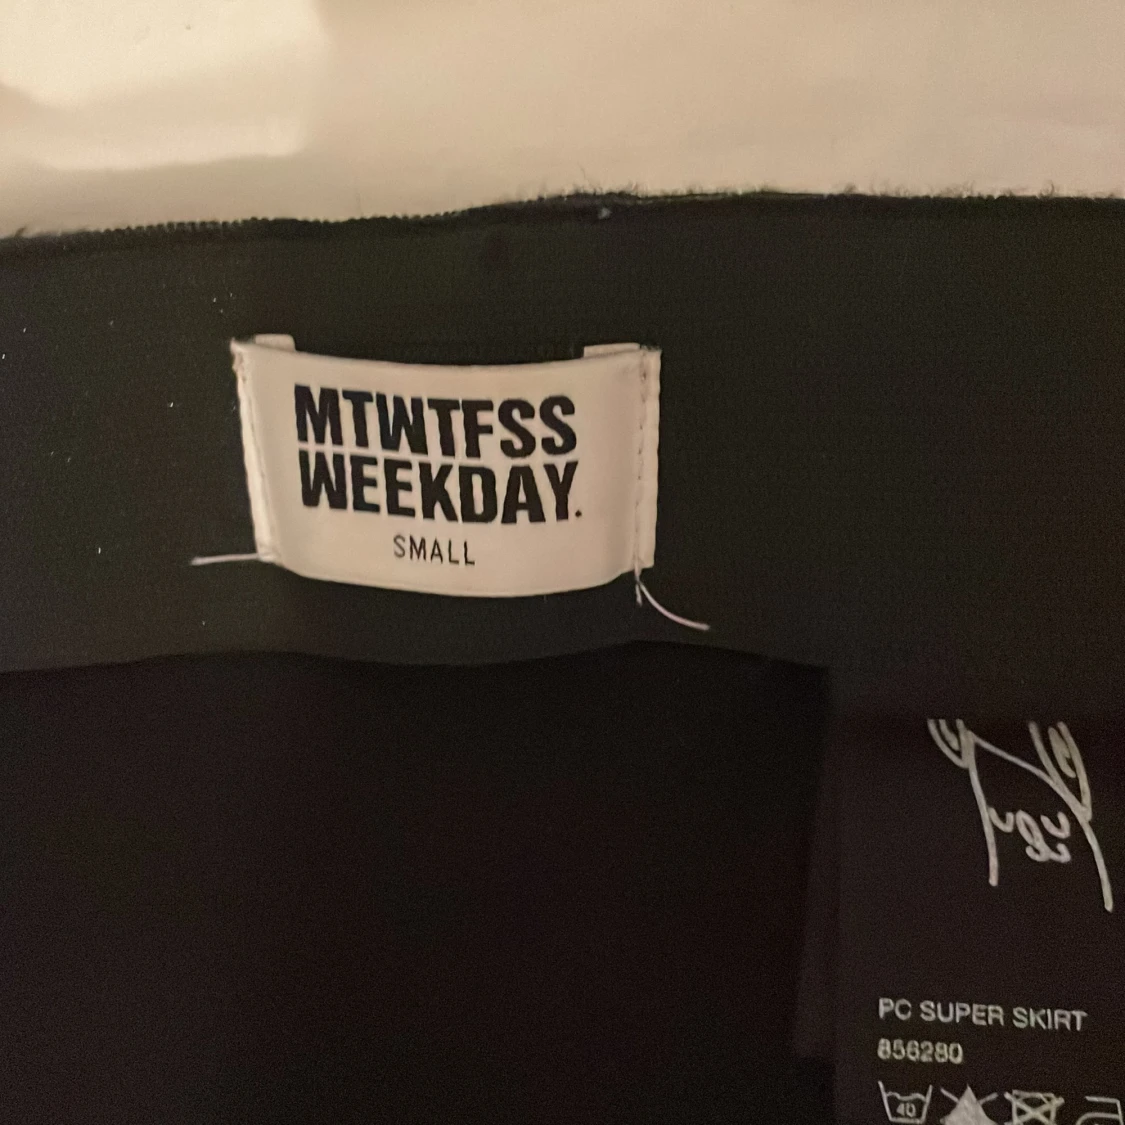 MTWTFSS
WEEKDAY.
SMALL
PC SUPER SKIRT
856280
40